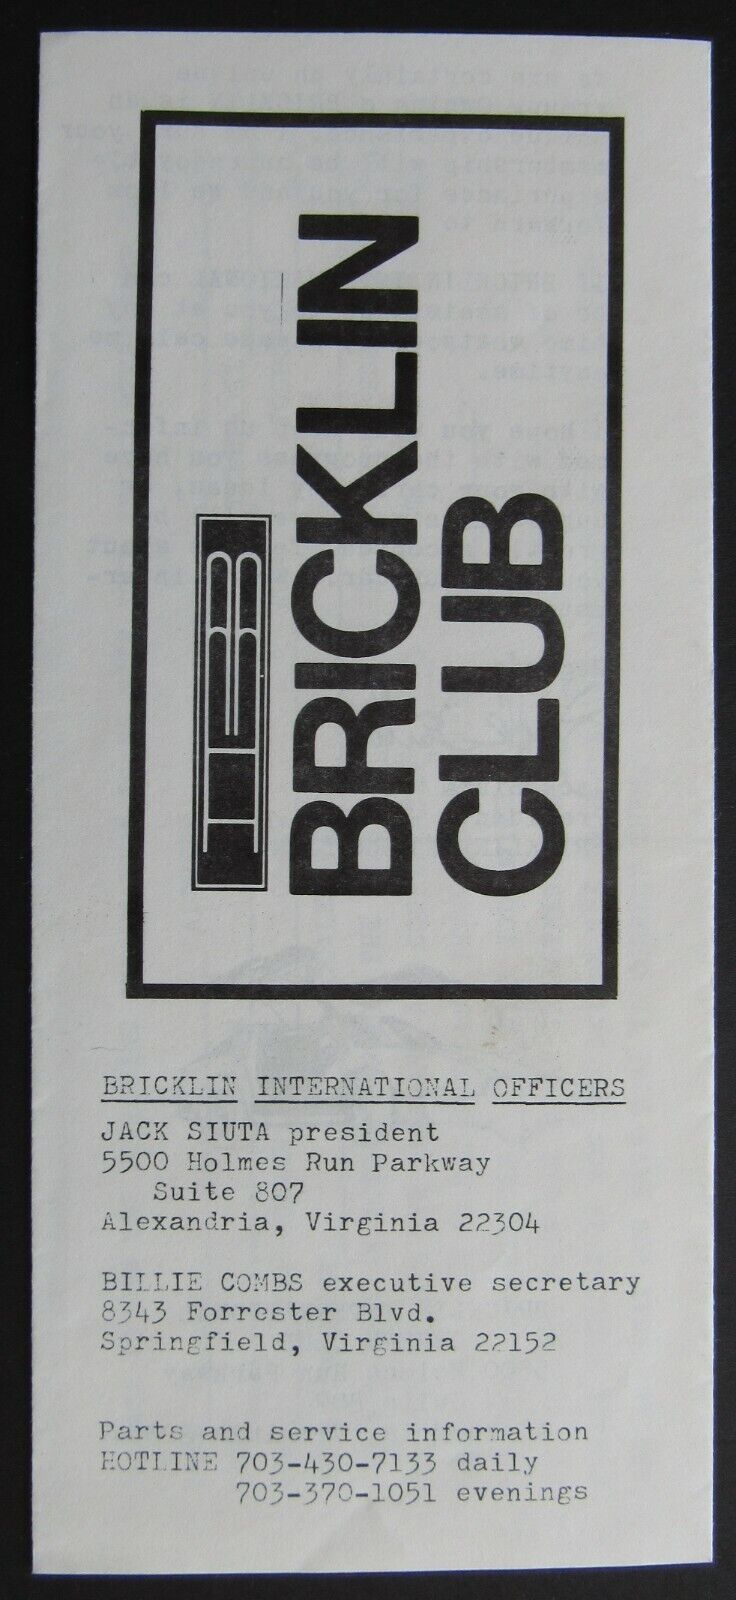 BRICKLIN
CLUB
BRICKLIN INTERNATIONAL OFFICERS
JACK SIUTA president
5500 Holmes Run Parkway
Suite 807
Alexandria, Virginia 22304
BILLIE COMBS executive secretary
8343 Forrester Blvd.
Springfield, Virginia 22152
Parts and service information
HOTLINE 703-430-7133 daily
703-370-1051 evenings